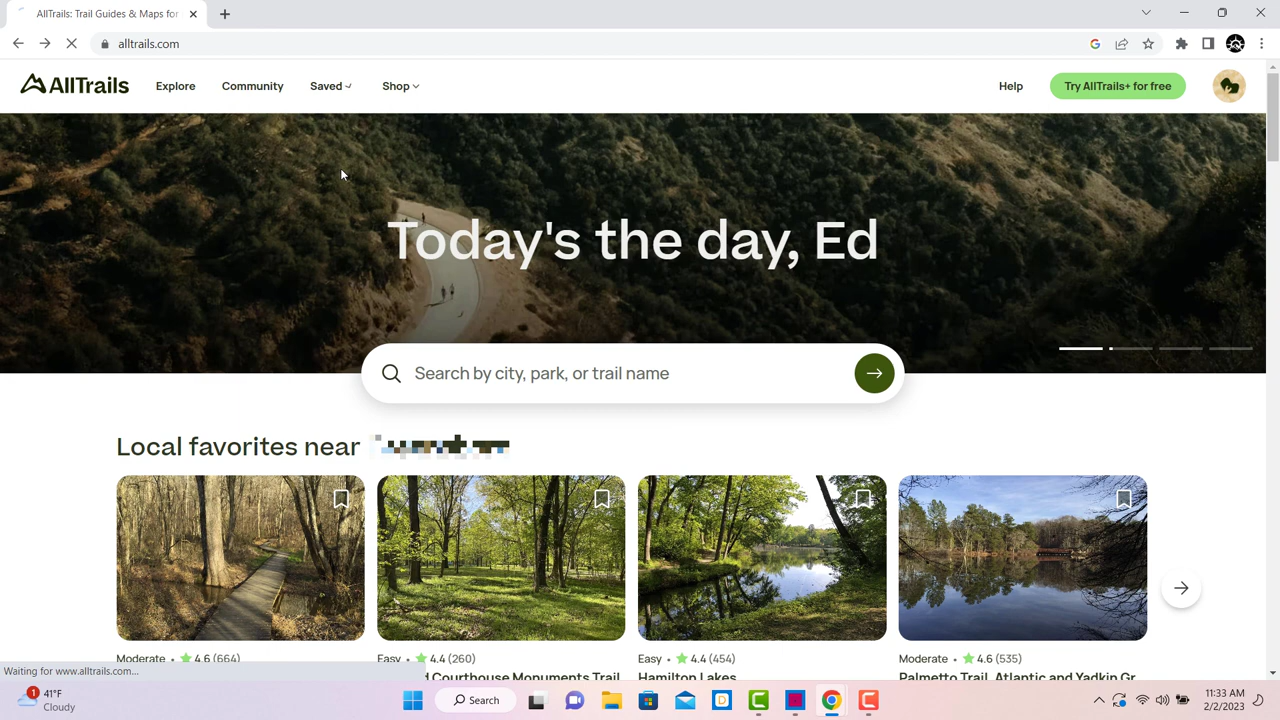 AllTrails: Trail Guides & Maps for
alltrails.com
AllTrails Explore Community Saved Shop Help Try AllTrails+ for free
Today's the day, Ed
Search by city, park, or trail name
Local favorites near
Moderate • 4.6 (664)
Easy • 4.4 (260)
Courthouse Monuments Trail
Easy • 4.4 (454)
Hamilton Lakes
Moderate • 4.6 (535)
Palmetto Trail, Atlantic and Yadkin Gr
Waiting for www.alltrails.com...
1
41°F
Cloudy
Search
11:33 AM
2/2/2023